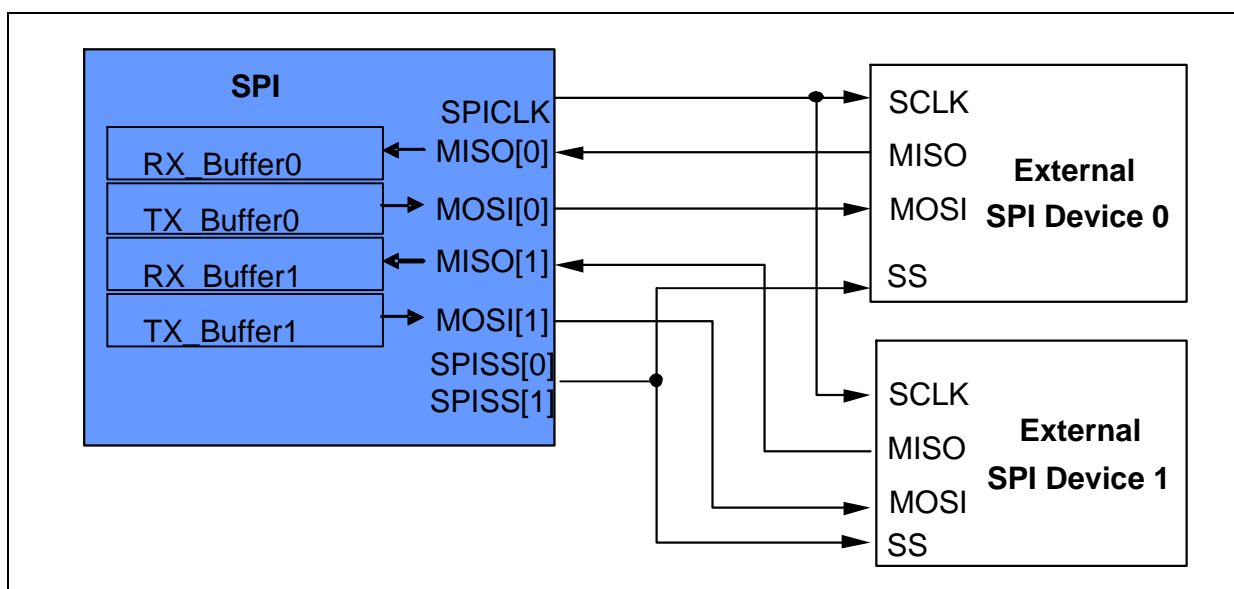 SPI
SPICLK
RX_Buffer0
MISO[0]
TX_Buffer0
MOSI[0]
RX_Buffer1
MISO[1]
TX_Buffer1
MOSI[1]
SPISS[0]
SPISS[1]
SCLK
MISO
MOSI
SS
External
SPI Device 0
SCLK
MISO
MOSI
SS
External
SPI Device 1